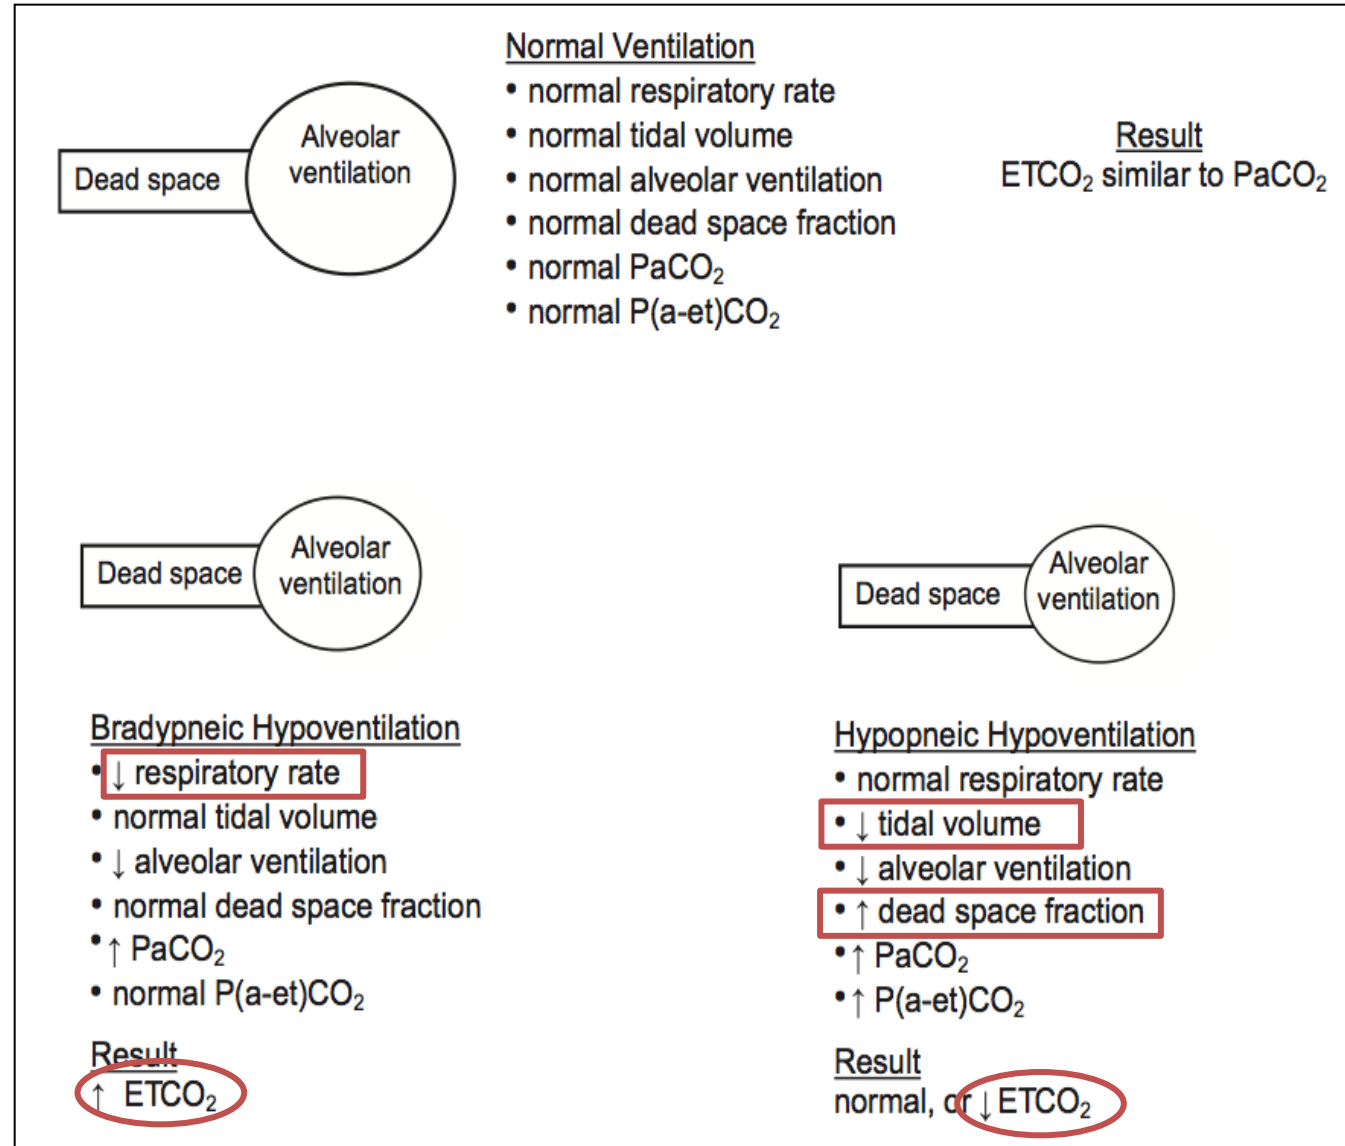 Normal Ventilation
• normal respiratory rate
• normal tidal volume
• normal alveolar ventilation
• normal dead space fraction
• normal PaCO₂
• normal P(a-et)CO₂
Dead space
Alveolar
ventilation
Result
ETCO₂ similar to PaCO₂
Dead space
Alveolar
ventilation
Bradypneic Hypoventilation
• ↓ respiratory rate
• normal tidal volume
• ↓ alveolar ventilation
• normal dead space fraction
• ↑ PaCO₂
• normal P(a-et)CO₂
Result
↑ ETCO₂
Dead space
Alveolar
ventilation
Hypopneic Hypoventilation
• normal respiratory rate
• ↓ tidal volume
• ↓ alveolar ventilation
• ↑ dead space fraction
• ↑ PaCO₂
• ↑ P(a-et)CO₂
Result
normal, or ↓ ETCO₂